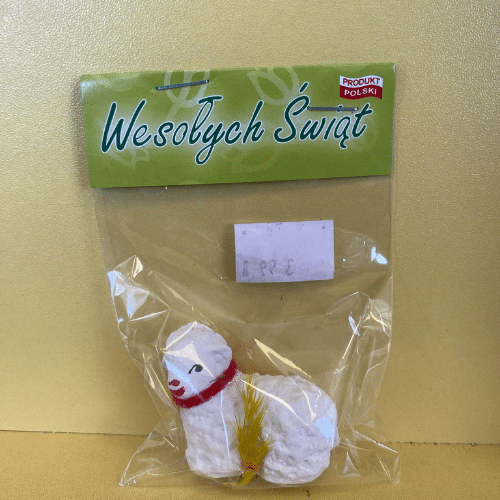 PRODUKT
POLSKI
Wesołych Świąt